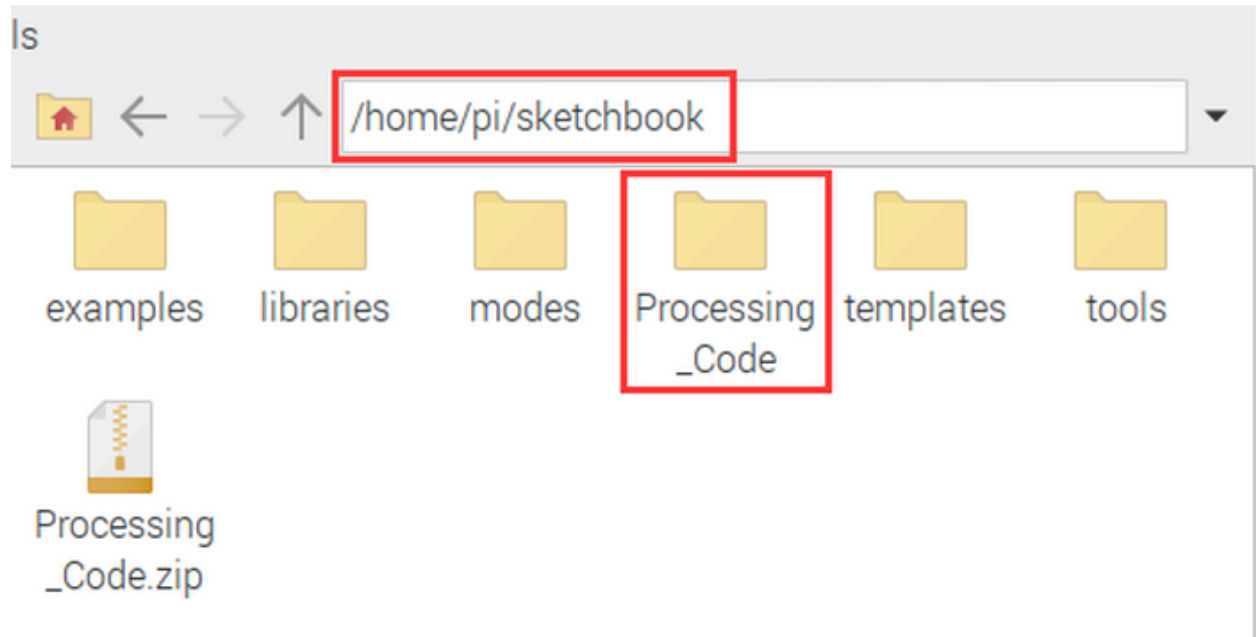 ls
/home/pi/sketchbook
examples
libraries
modes
Processing
_Code
templates
tools
Processing
_Code.zip